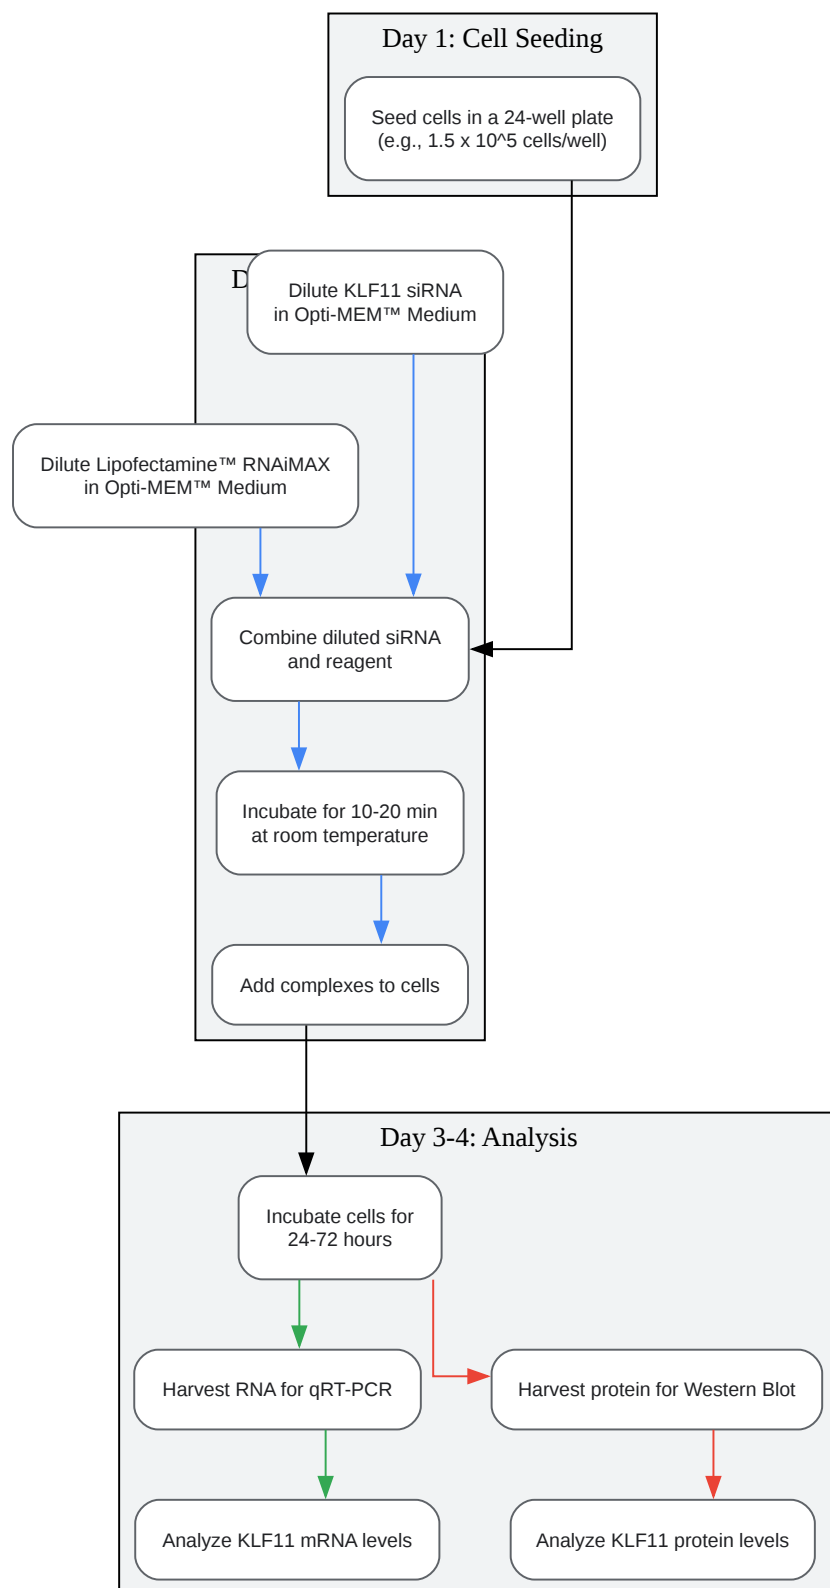 Day 1: Cell Seeding
Seed cells in a 24-well plate
(e.g., 1.5 x 10^5 cells/well)
Dilute KLF11 siRNA
in Opti-MEM™ Medium
Dilute Lipofectamine™ RNAiMAX
in Opti-MEM™ Medium
Combine diluted siRNA
and reagent
Incubate for 10-20 min
at room temperature
Add complexes to cells
Day 3-4: Analysis
Incubate cells for
24-72 hours
Harvest RNA for qRT-PCR
Harvest protein for Western Blot
Analyze KLF11 mRNA levels
Analyze KLF11 protein levels